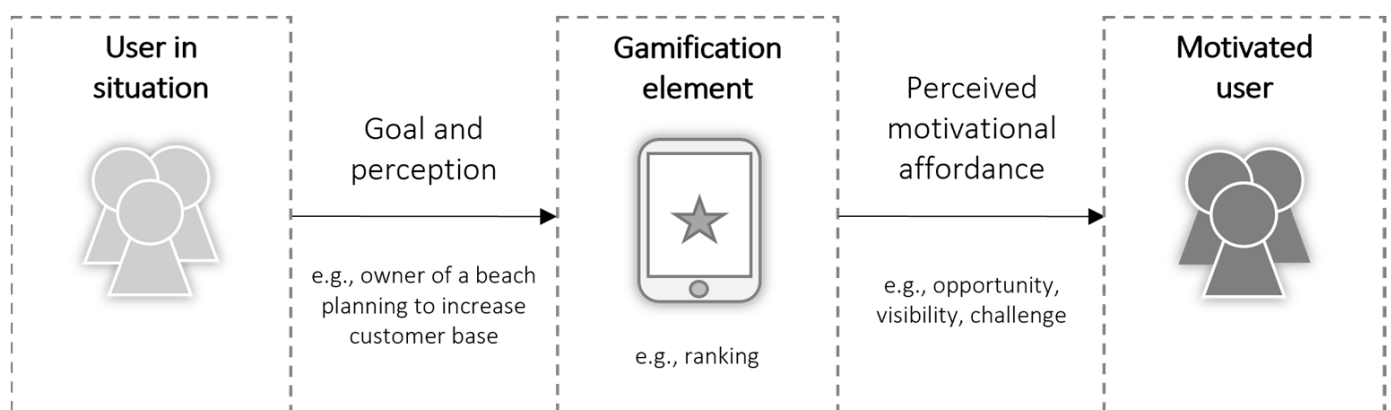 User in
situation
Goal and
perception
e.g., owner of a beach
planning to increase
customer base
Gamification
element
e.g., ranking
Perceived
motivational
affordance
e.g., opportunity,
visibility, challenge
Motivated
user